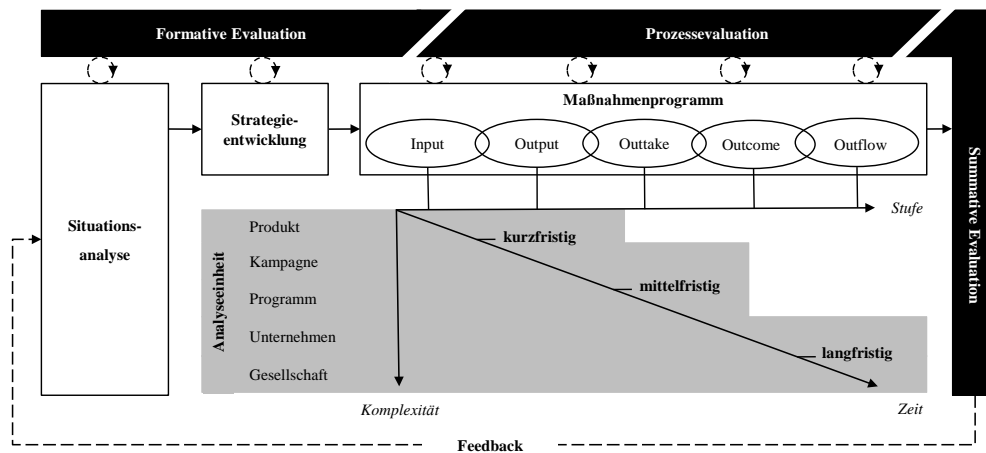 Formative Evaluation
Prozessevaluation
Situations-
analyse
Strategie-
entwicklung
Maßnahmenprogramm
Input
Output
Outtake
Outcome
Outflow
Summative Evaluation
Stufe
Analyseeinheit
Produkt
Kampagne
Programm
Unternehmen
Gesellschaft
kurzfristig
mittelfristig
langfristig
Komplexität
Zeit
Feedback